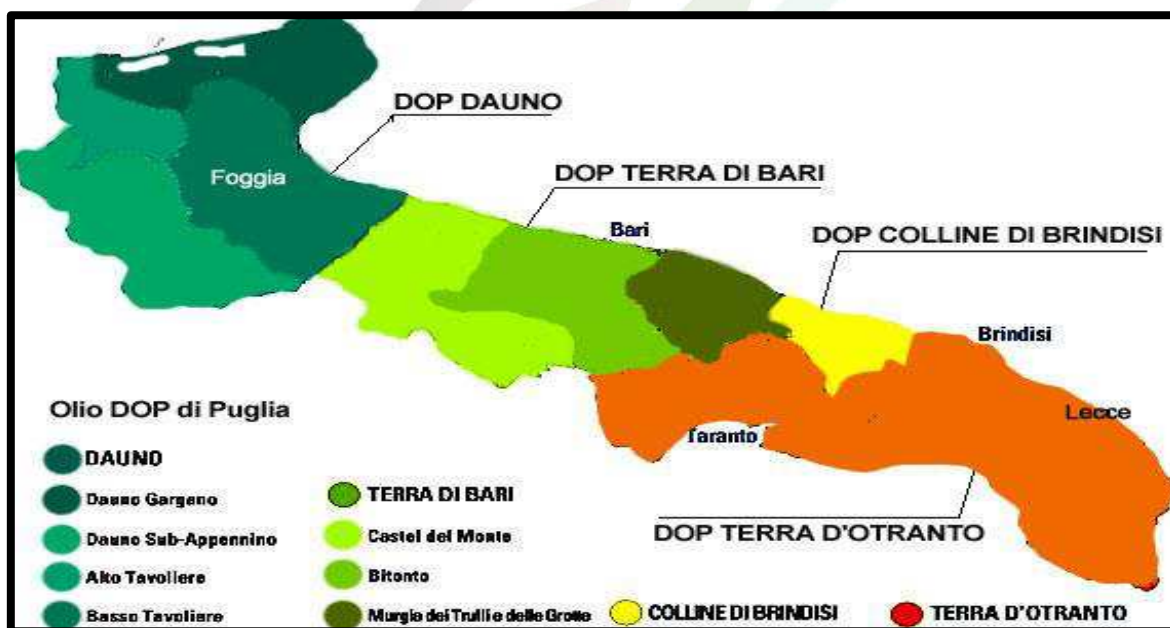 DOP DAUNO
Foggia
DOP TERRA DI BARI
Bari
DOP COLLINE DI BRINDISI
Brindisi
Lecce
Taranto
DOP TERRA D'OTRANTO
Olio DOP di Puglia
DAUNO
Dauno Gargano
Dauno Sub-Appennino
Alto Tavoliere
Basso Tavoliere
TERRA DI BARI
Castel del Monte
Bitonto
Murgia dei Trulli e delle Grotte
COLLINE DI BRINDISI
TERRA D'OTRANTO